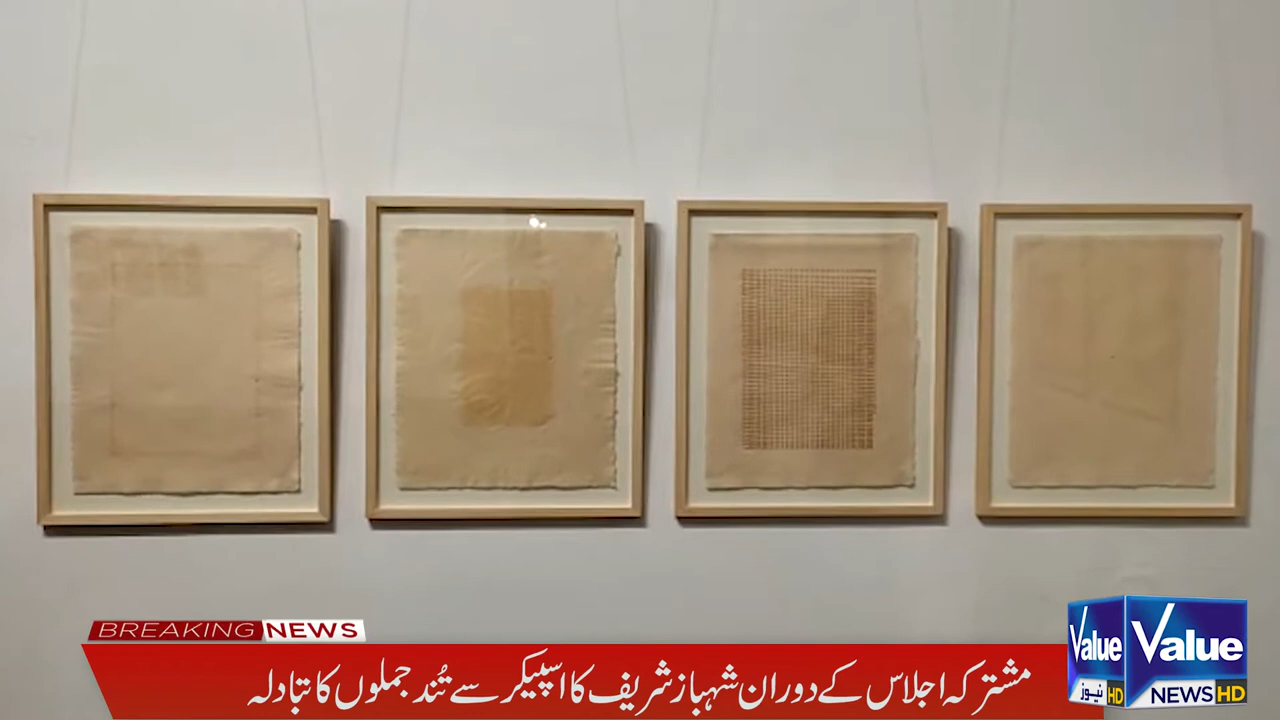 BREAKING NEWS
مشترکہ اجلاس کے دوران شہباز شریف کا اسپیکر سے تُند جملوں کا تبادلہ
Value نیوز HD
Value NEWS HD